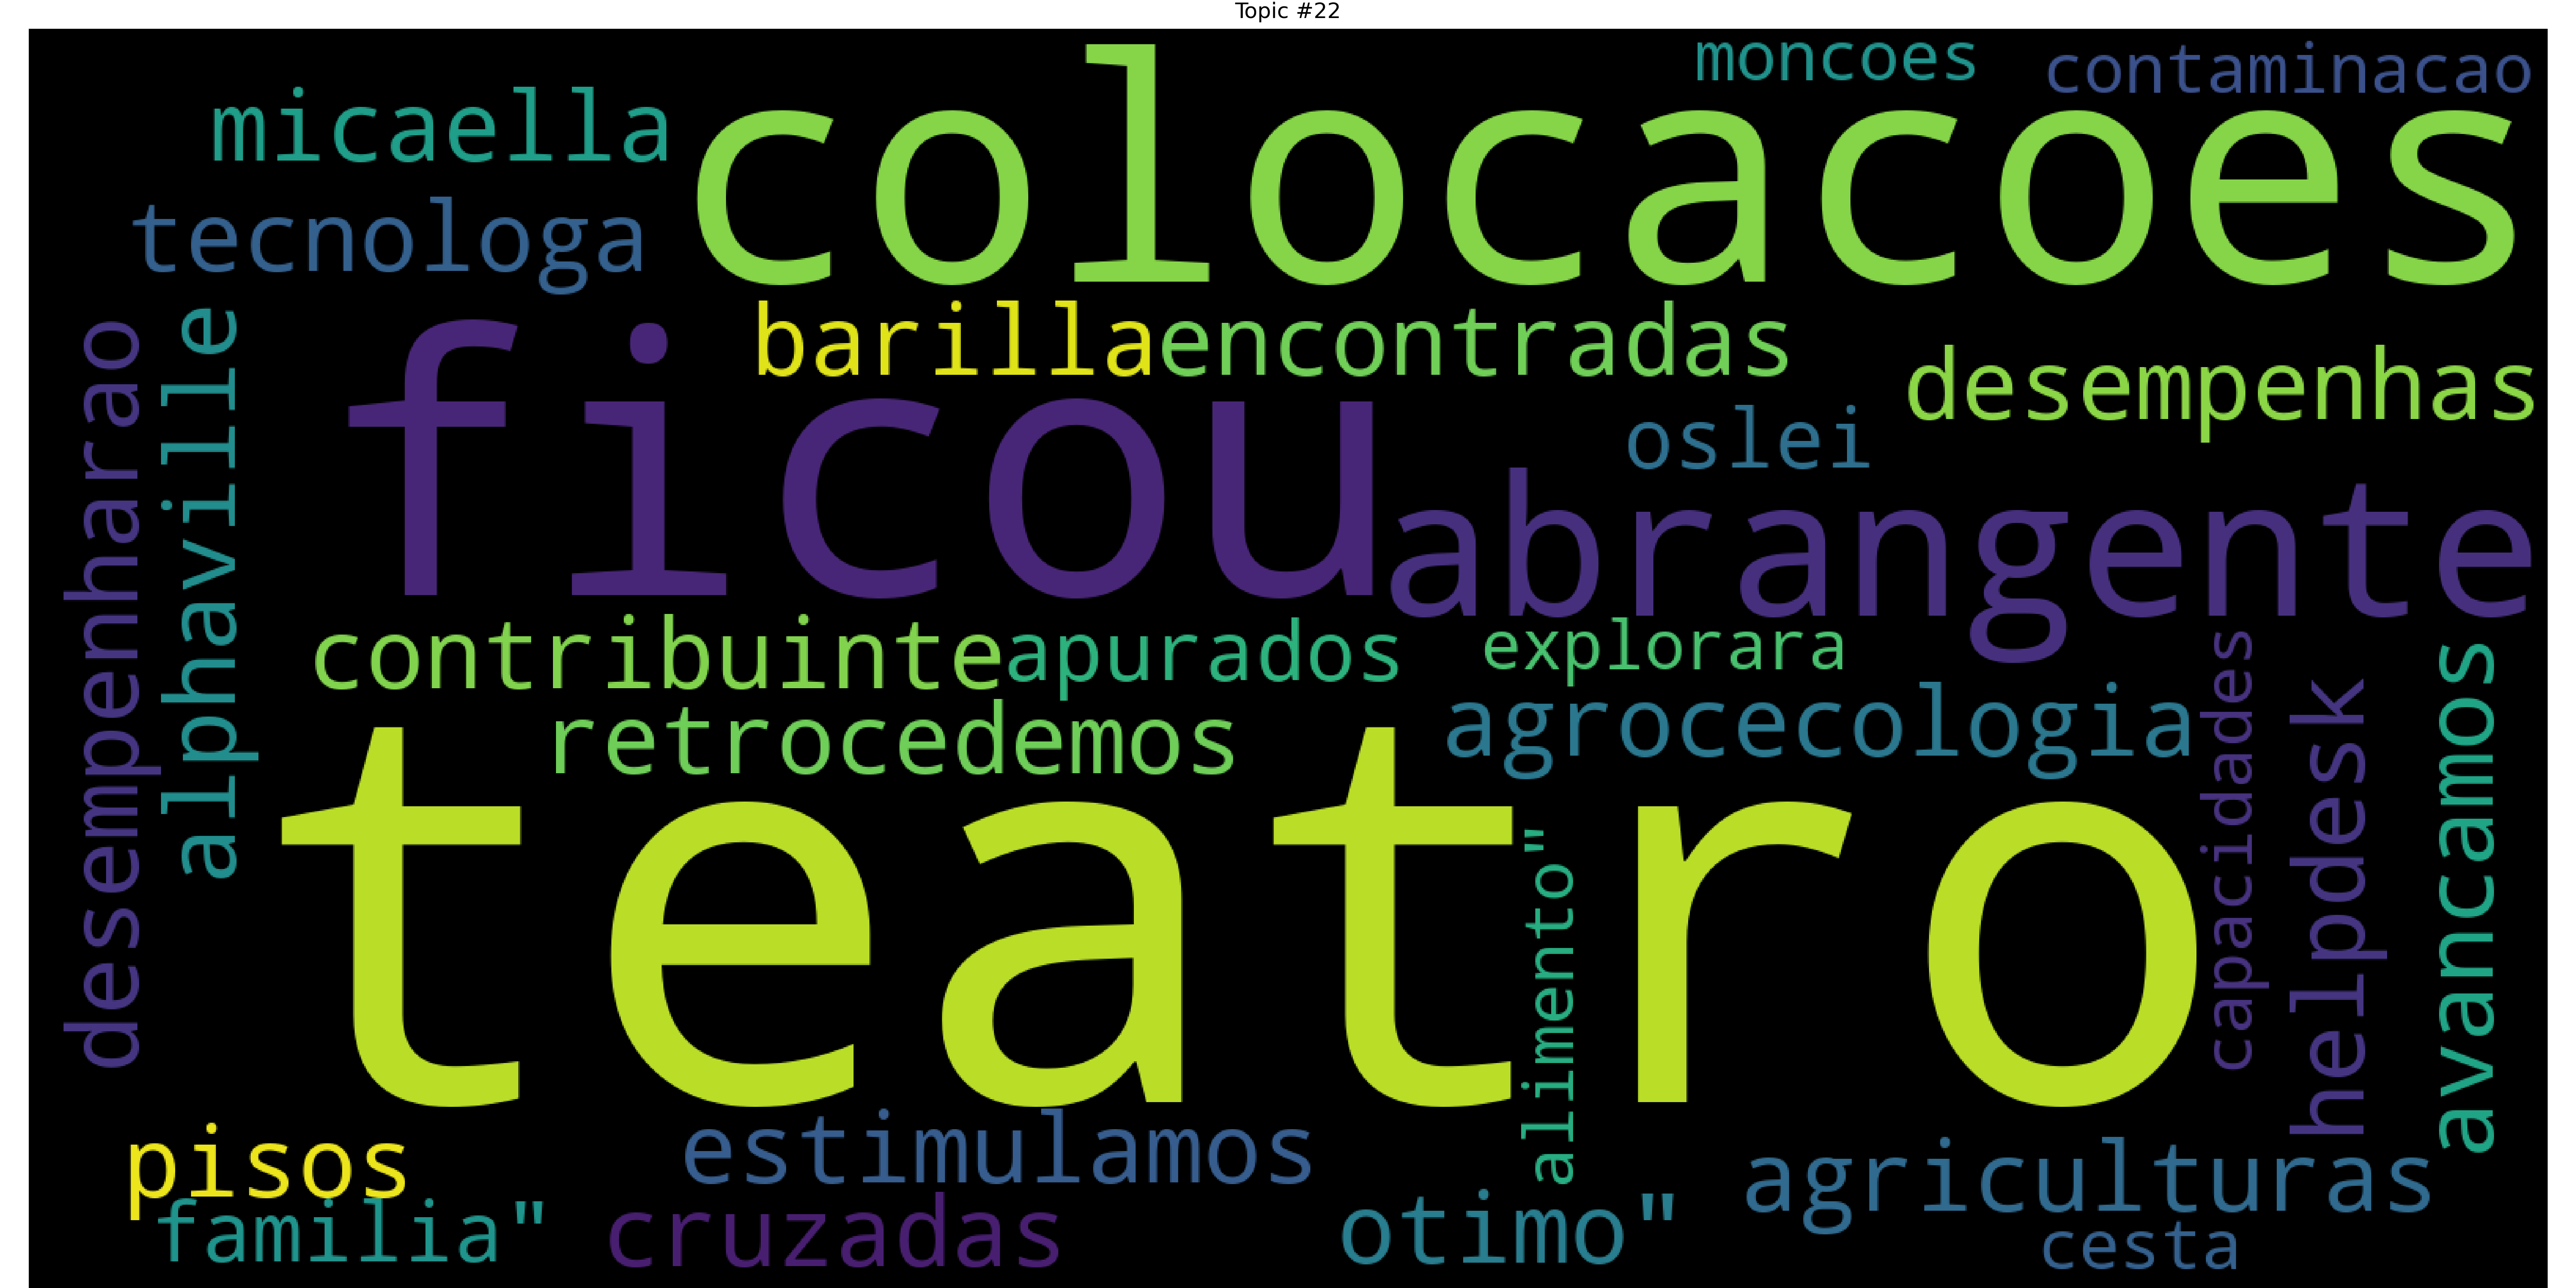 Topic #22
moncoes
contaminacao
micaella
colocacoes
tecnologa
barilla
encontradas
desempenhas
ficou
oslei
abrangente
desempenharao
alphaville
contribuinte
apurados
explorara
retrocedemos
agrocecologia
capacidades
helpdesk
avancamos
teatro
alimento"
pisos
estimulamos
agriculturas
familia"
cruzadas
otimo"
cesta